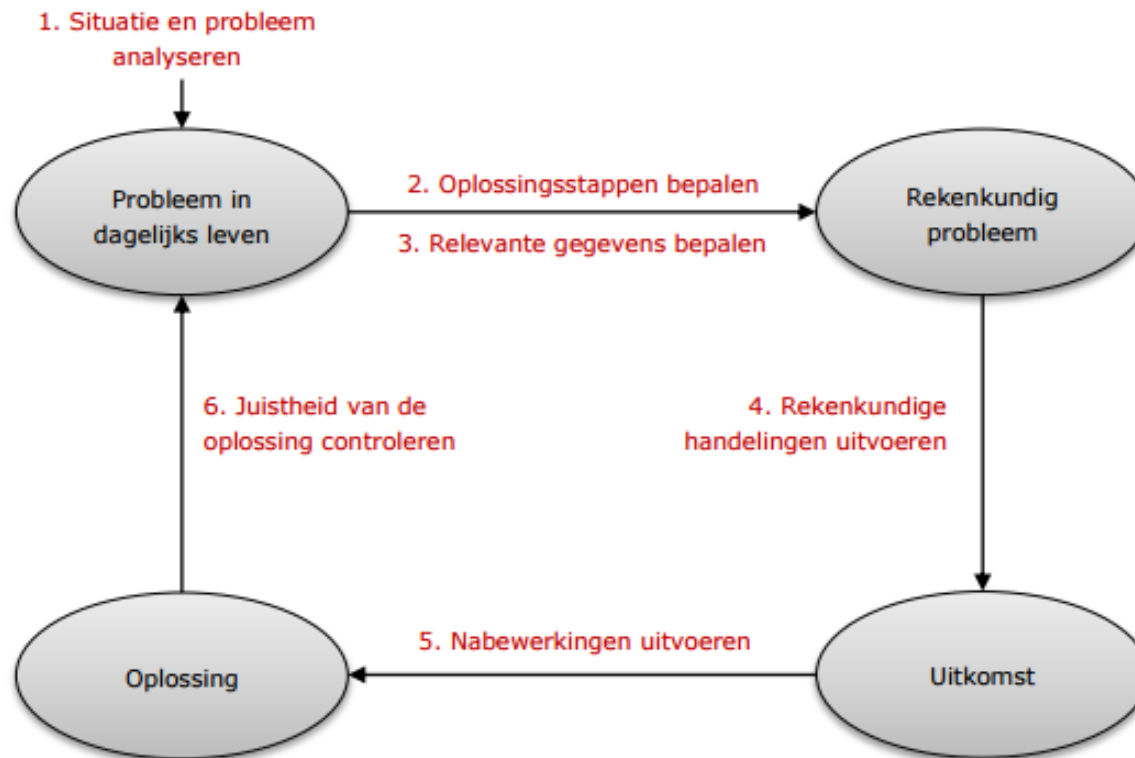 1. Situatie en probleem
analyseren
Probleem in
dagelijks leven
2. Oplossingsstappen bepalen
3. Relevante gegevens bepalen
Rekenkundig
probleem
6. Juistheid van de
oplossing controleren
4. Rekenkundige
handelingen uitvoeren
5. Nabewerkingen uitvoeren
Oplossing
Uitkomst